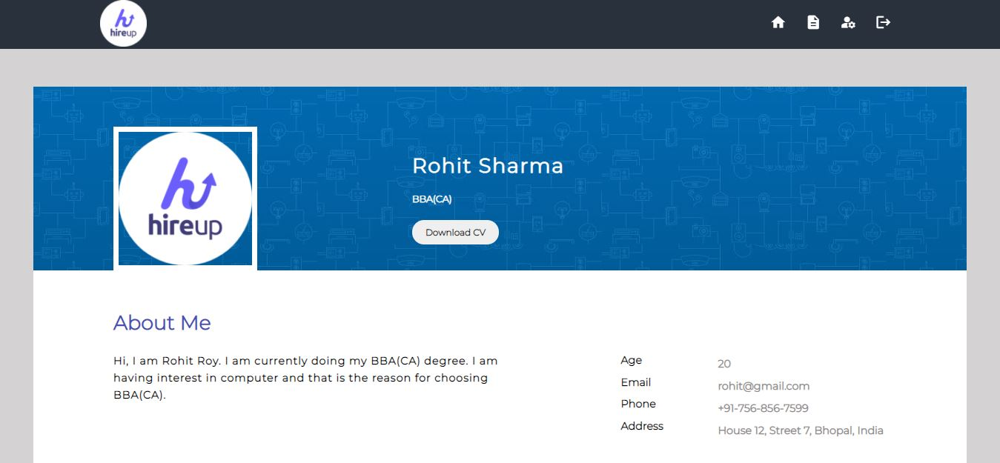 hireup
hireup
Rohit Sharma
BBA(CA)
Download CV
About Me
Hi, I am Rohit Roy. I am currently doing my BBA(CA) degree. I am
having interest in computer and that is the reason for choosing
BBA(CA).
Age 20
Email rohit@gmail.com
Phone +91-756-856-7599
Address House 12, Street 7, Bhopal, India